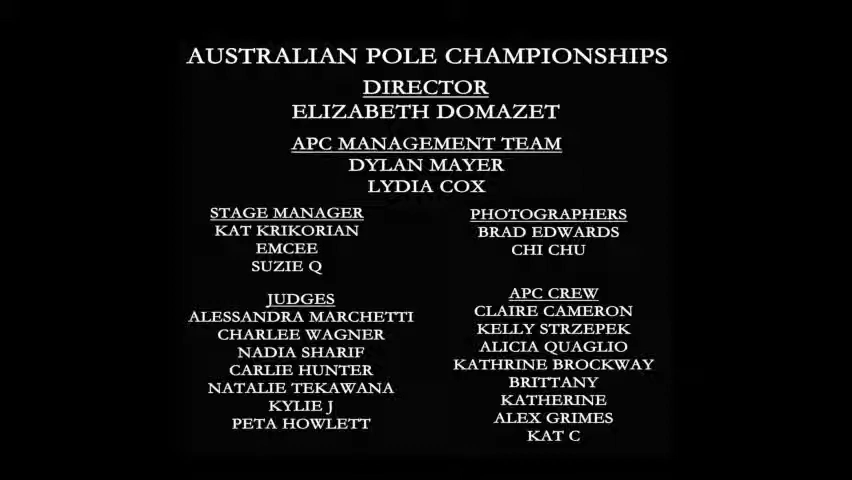 AUSTRALIAN POLE CHAMPIONSHIPS
DIRECTOR
ELIZABETH DOMAZET
APC MANAGEMENT TEAM
DYLAN MAYER
LYDIA COX
STAGE MANAGER
KAT KRIKORIAN
EMCEE
SUZIE Q
PHOTOGRAPHERS
BRAD EDWARDS
CHI CHU
JUDGES
ALESSANDRA MARCHETTI
CHARLEE WAGNER
NADIA SHARIF
CARLIE HUNTER
NATALIE TEKAWANA
KYLIE J
PETA HOWLETT
APC CREW
CLAIRE CAMERON
KELLY STRZEPEK
ALICIA QUAGLIO
KATHRINE BROCKWAY
BRITTANY
KATHERINE
ALEX GRIMES
KAT C